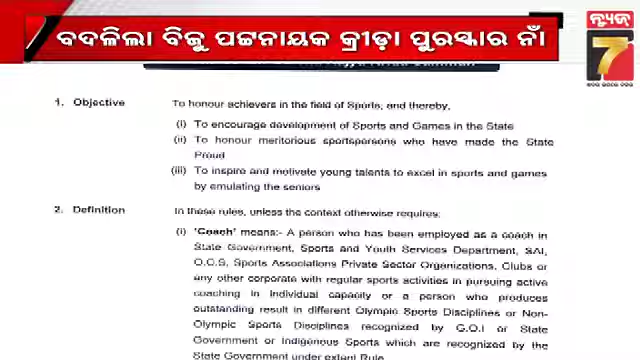 ବଦଳିଲା ବିଜୁ ପଟ୍ଟନାୟକ କ୍ରୀଡ଼ା ପୁରସ୍କାର ନାଁ
ନ୍ୟୁଜ୍
7
1. Objective To honour achievers in the field of Sports, and thereby,
(i) To encourage development of Sports and Games in the State
(ii) To honour meritorious sportspersons who have made the State
Proud
(iii) To inspire and motivate young talents to excel in sports and games
by emulating the seniors
2. Definition In these rules, unless the context otherwise requires:
(i) 'Coach' means:- A person who has been employed as a coach in
State Government, Sports and Youth Services Department, SAI,
O.C.S, Sports Associations Private Sector Organizations, Clubs or
any other corporate with regular sports activities in pursuing active
coaching in individual capacity or a person who produces
outstanding result in different Olympic Sports Disciplines or Non-
Olympic Sports Disciplines recognized by G.O.I or State
Government or Indigenous Sports which are recognized by the
State Government under extent Rule